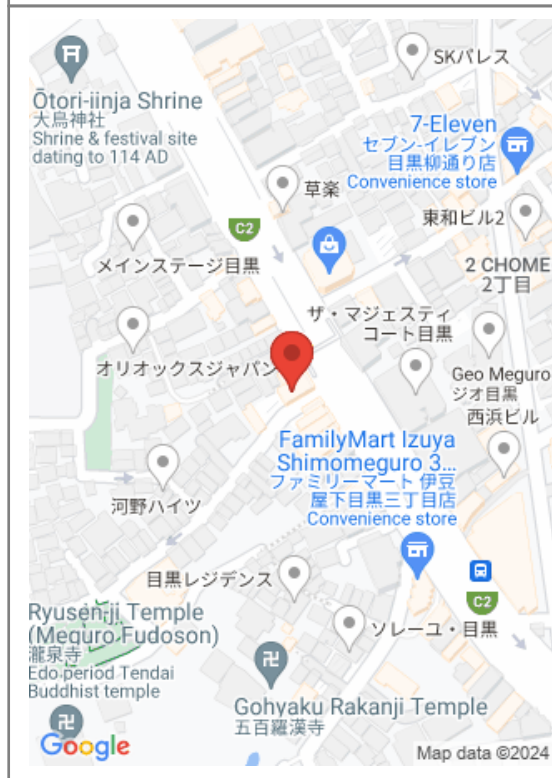 SKパレス
Ōtori-iinja Shrine
大鳥神社
Shrine & festival site
dating to 114 AD
7-Eleven
セブン-イレブン
目黒柳通り店
Convenience store
草楽
東和ビル2
C2
メインステージ目黒
2 CHOME
2丁目
ザ・マジェスティ
コート目黒
オリオックスジャパン
Geo Meguro
ジオ目黒
西浜ビル
FamilyMart Izuya
Shimomeguro 3...
ファミリーマート 伊豆
屋下目黒三丁目店
Convenience store
河野ハイツ
目黒レジデンス
C2
Ryusenji Temple
(Meguro Fudoson)
瀧泉寺
Edo period Tendai
Buddhist temple
ソレーユ・目黒
Gohyaku Rakanji Temple
五百羅漢寺
Google
Map data ©2024